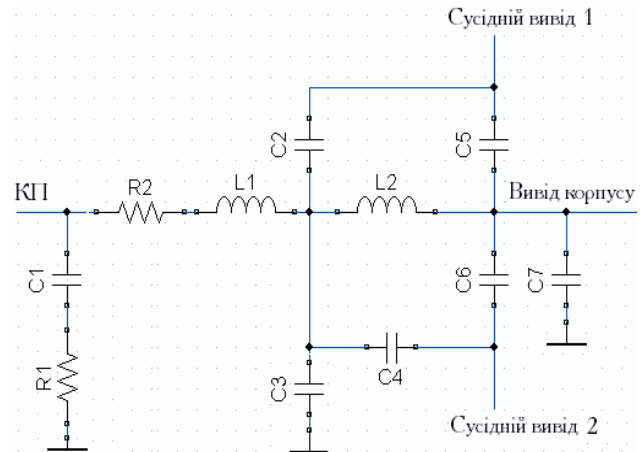 Сусідній вивід 1
C2
C5
КП
R2
L1
L2
Вивід корпусу
C1
C6
C7
R1
C3
C4
Сусідній вивід 2